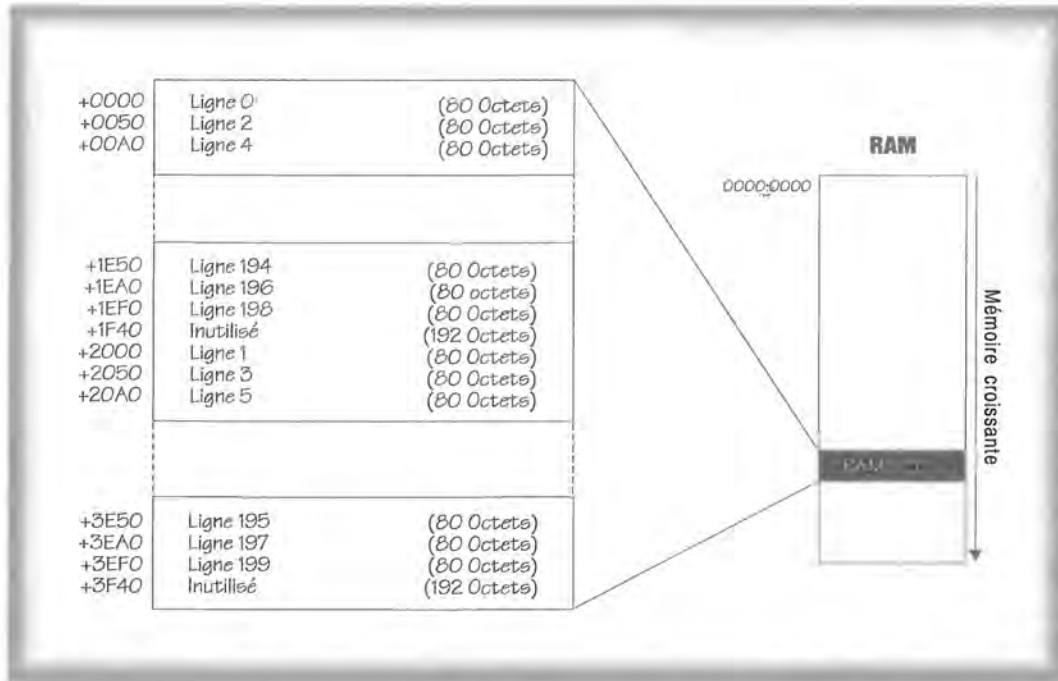 +0000 Ligne 0 (80 Octets)
+0050 Ligne 2 (80 Octets)
+00A0 Ligne 4 (80 Octets)
+1E50 Ligne 194 (80 Octets)
+1EA0 Ligne 196 (80 octets)
+1EF0 Ligne 198 (80 Octets)
+1F40 Inutilisé (192 Octets)
+2000 Ligne 1 (80 Octets)
+2050 Ligne 3 (80 Octets)
+20A0 Ligne 5 (80 Octets)
+3E50 Ligne 195 (80 Octets)
+3EA0 Ligne 197 (80 Octets)
+3EF0 Ligne 199 (80 Octets)
+3F40 Inutilisé (192 Octets)
RAM
0000:0000
RAM
Mémoire croissante